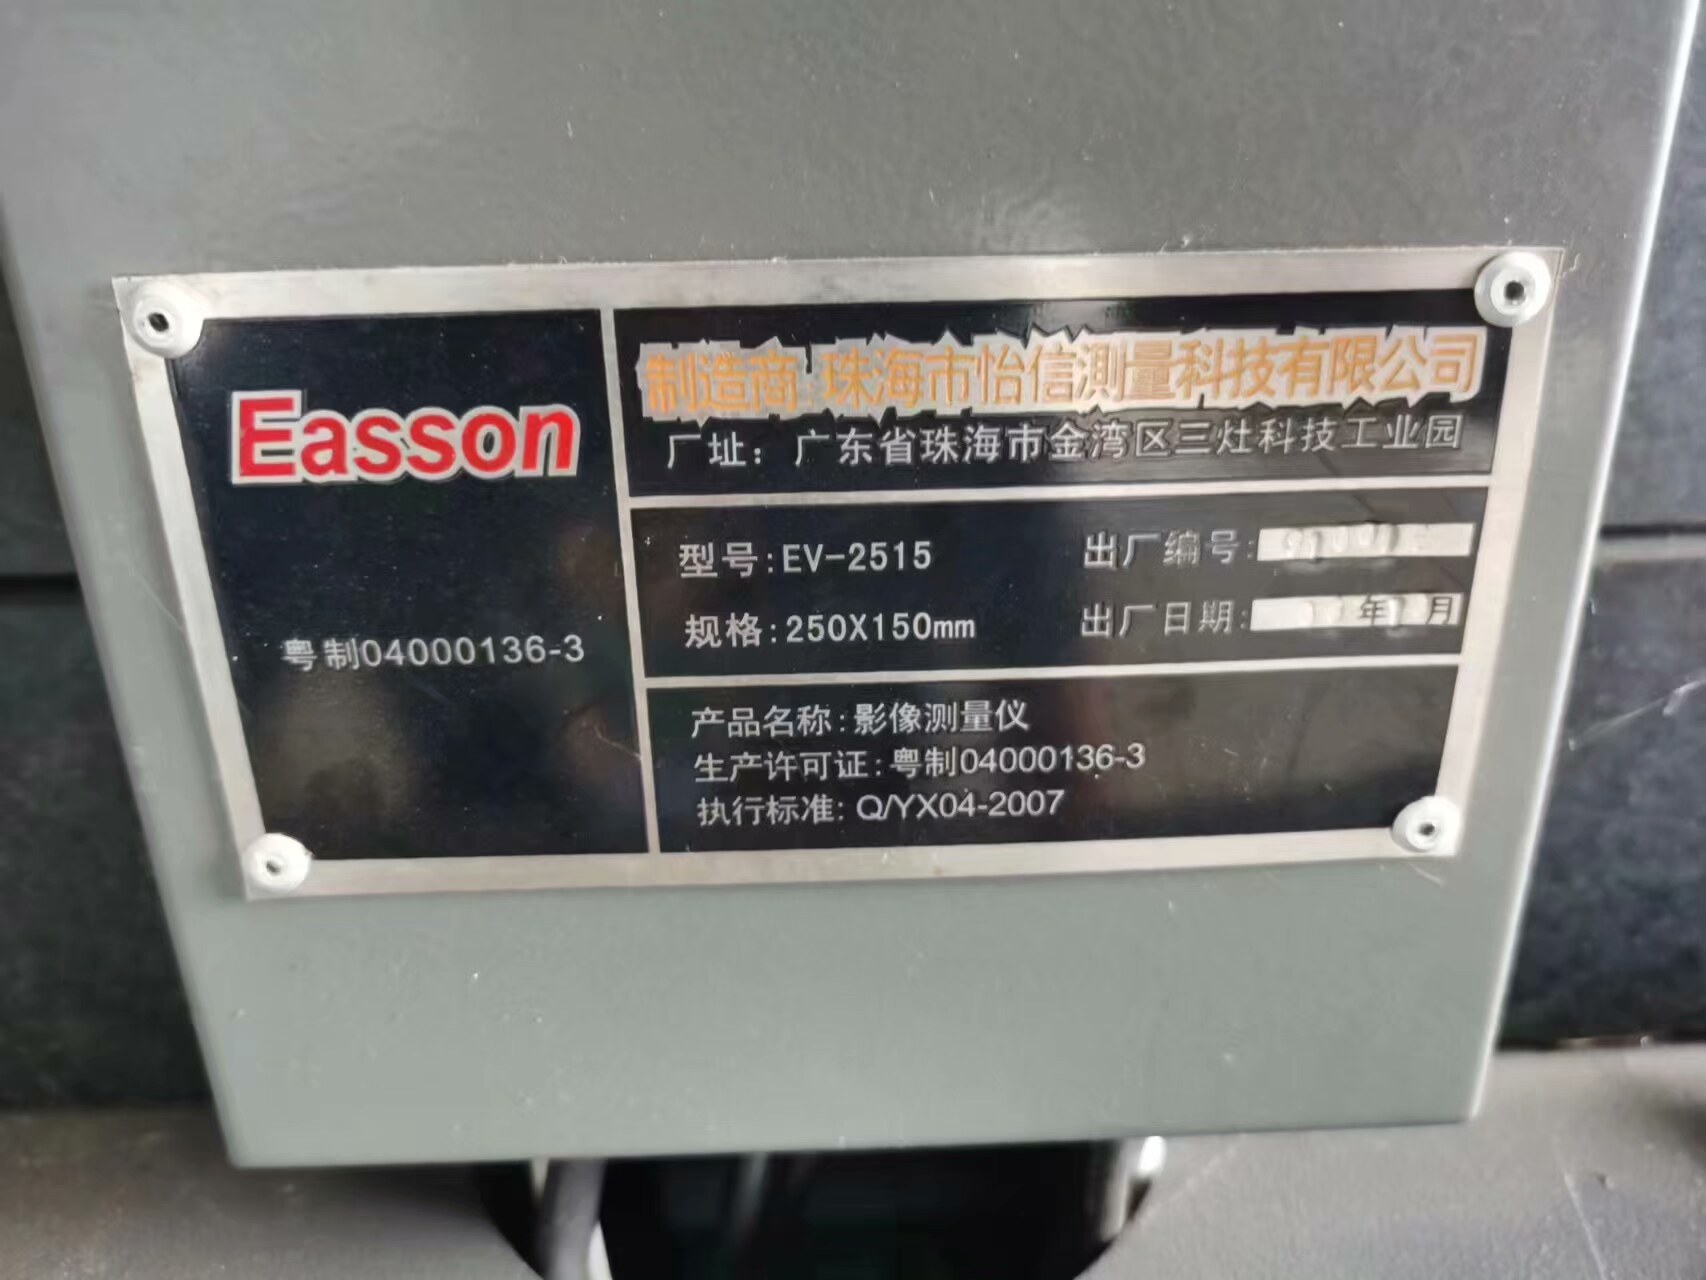 Easson
粤制04000136-3
制造商:珠海市怡信测量科技有限公司
厂址：广东省珠海市金湾区三灶科技工业园
型号:EV-2515
出厂编号:
规格:250X150mm
出厂日期: 年 月
产品名称:影像测量仪
生产许可证:粤制04000136-3
执行标准: Q/YX04-2007